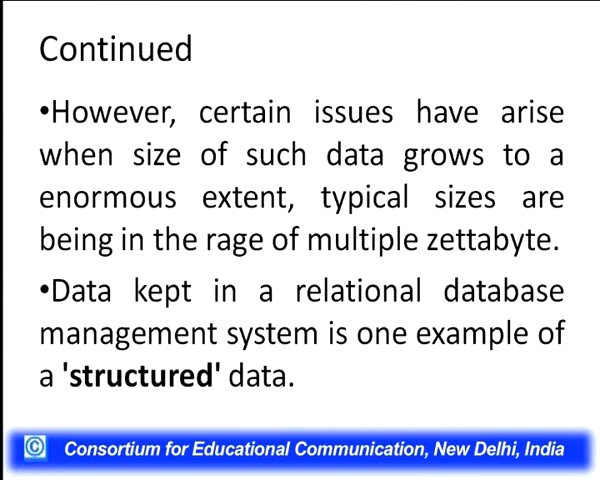 Continued
•However, certain issues have arise
when size of such data grows to a
enormous extent, typical sizes are
being in the rage of multiple zettabyte.
•Data kept in a relational database
management system is one example of
a 'structured' data.
© Consortium for Educational Communication, New Delhi, India